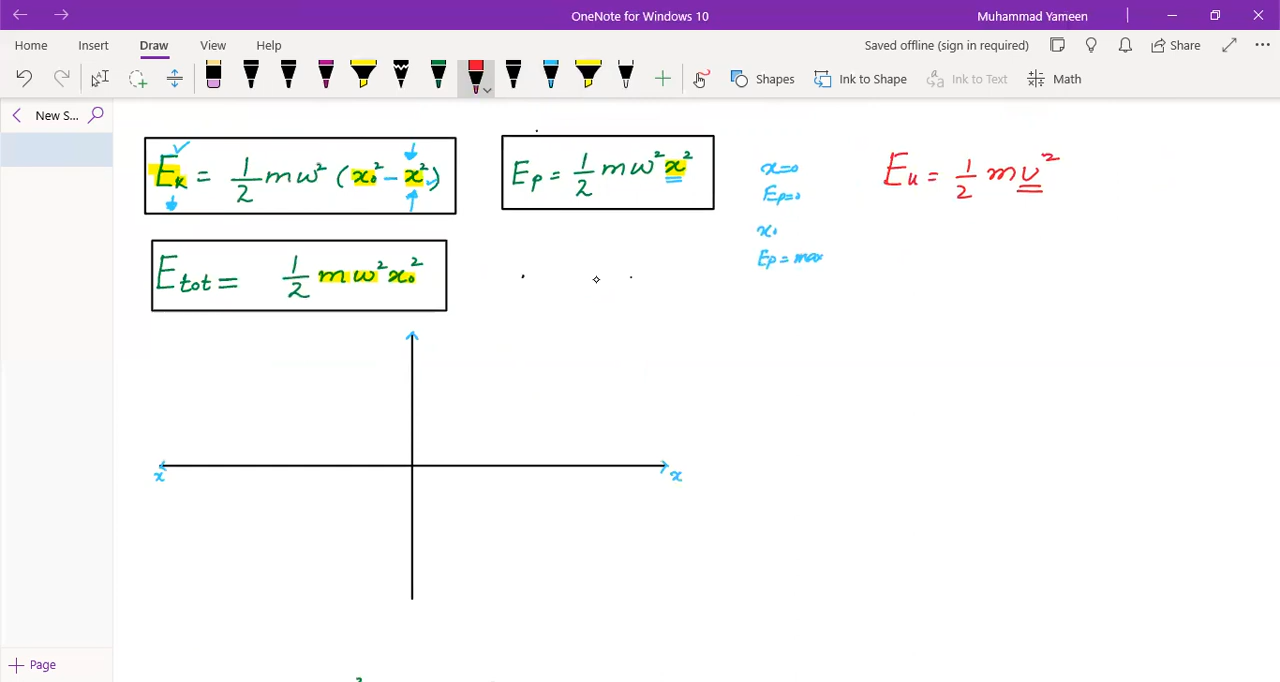 OneNote for Windows 10
Muhammad Yameen
Home Insert Draw View Help
Saved offline (sign in required) Share
Shapes Ink to Shape Ink to Text Math
New S...
Eₖ = 1/2 mω² (x₀² − x²)
Eₚ = 1/2 mω² x²
x=0
Eₚ=0
x₀
Eₚ = max
Eₖ = 1/2 mv²
E tot = 1/2 mω² x₀²
x x
Page